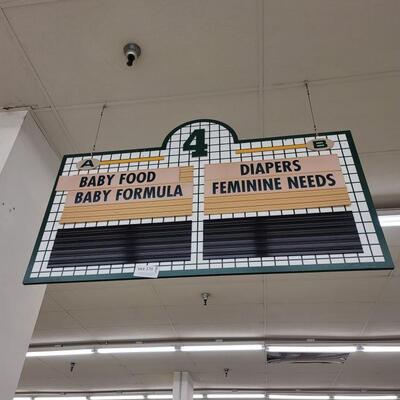 4
A
B
BABY FOOD
BABY FORMULA
DIAPERS
FEMININE NEEDS